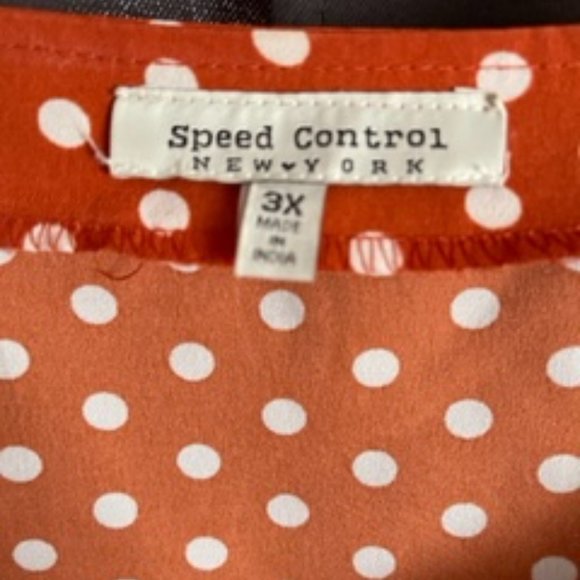 Speed Control
NEW♥YORK
3X
MADE
IN
INDIA